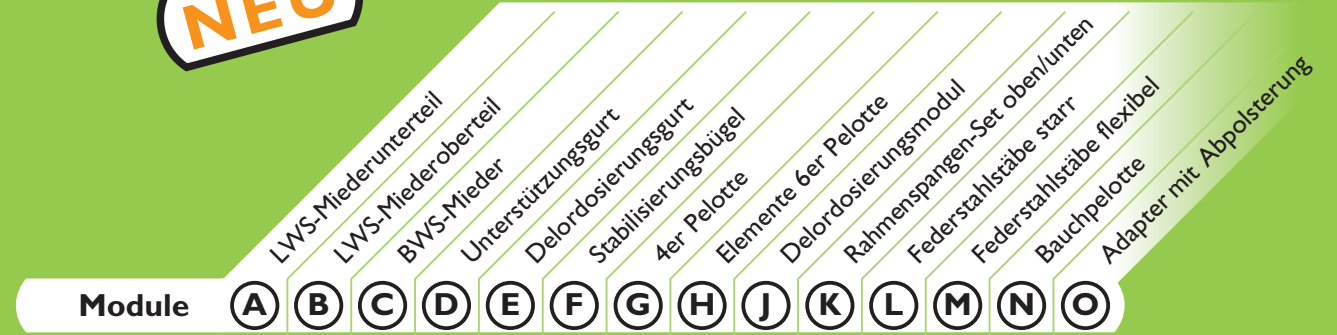 NEU
LWS-Miederunterteil
LWS-Miederoberteil
BWS-Mieder
Unterstützungsgurt
Delordosierungsgurt
Stabilisierungsbügel
4er Pelotte
Elemente 6er Pelotte
Delordosierungsmodul
Rahmenspangen-Set oben/unten
Federstahlstäbe starr
Federstahlstäbe flexibel
Bauchpelotte
Adapter mit Abpolsterung
Module A B C D E F G H J K L M N O